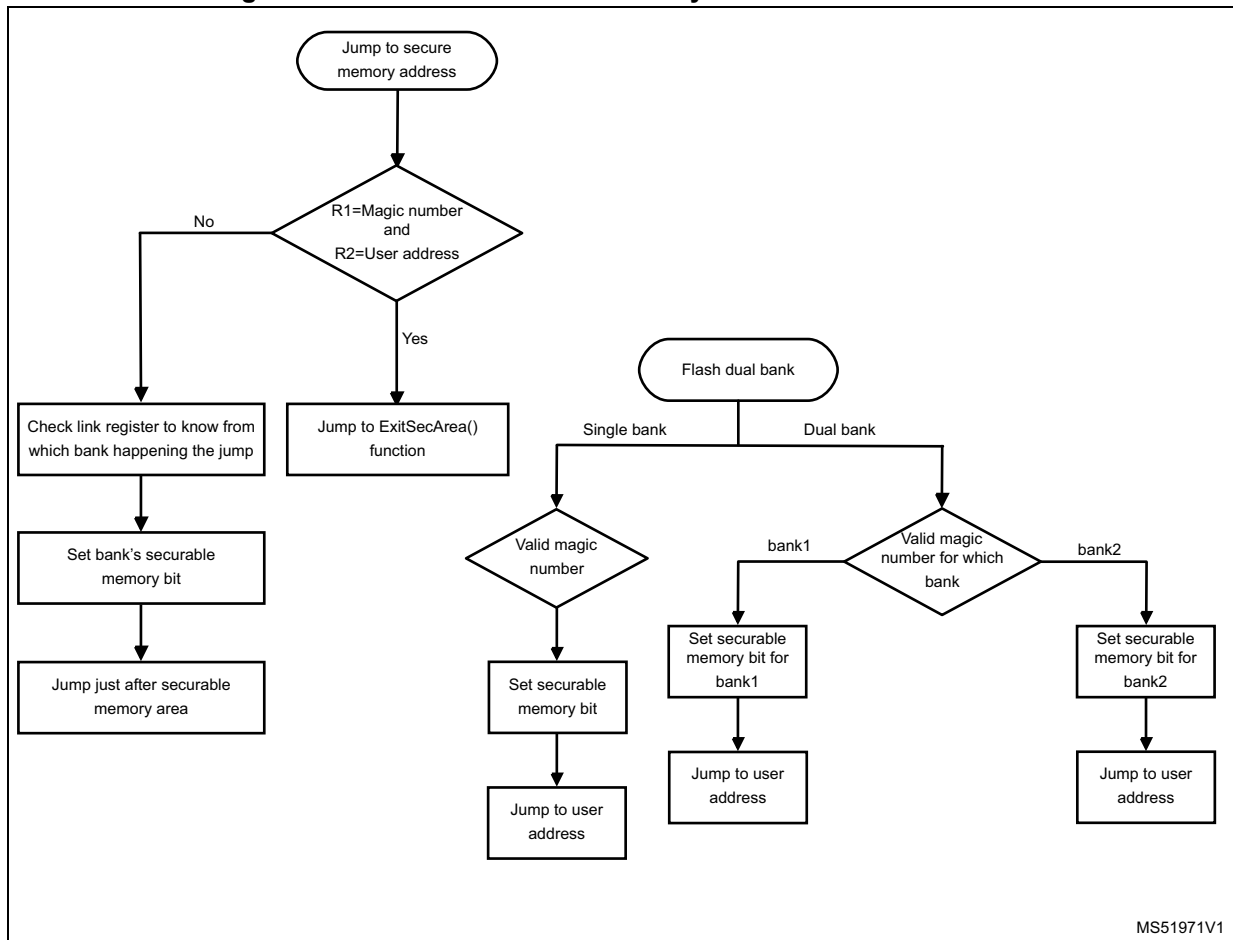 Jump to secure
memory address
R1=Magic number
and
R2=User address
No
Yes
Check link register to know from
which bank happening the jump
Jump to ExitSecArea()
function
Set bank's securable
memory bit
Jump just after securable
memory area
Flash dual bank
Single bank
Dual bank
Valid magic
number
bank1
Valid magic
number for which
bank
bank2
Set securable
memory bit
Set securable
memory bit for
bank1
Set securable
memory bit for
bank2
Jump to user
address
Jump to user
address
Jump to user
address
MS51971V1